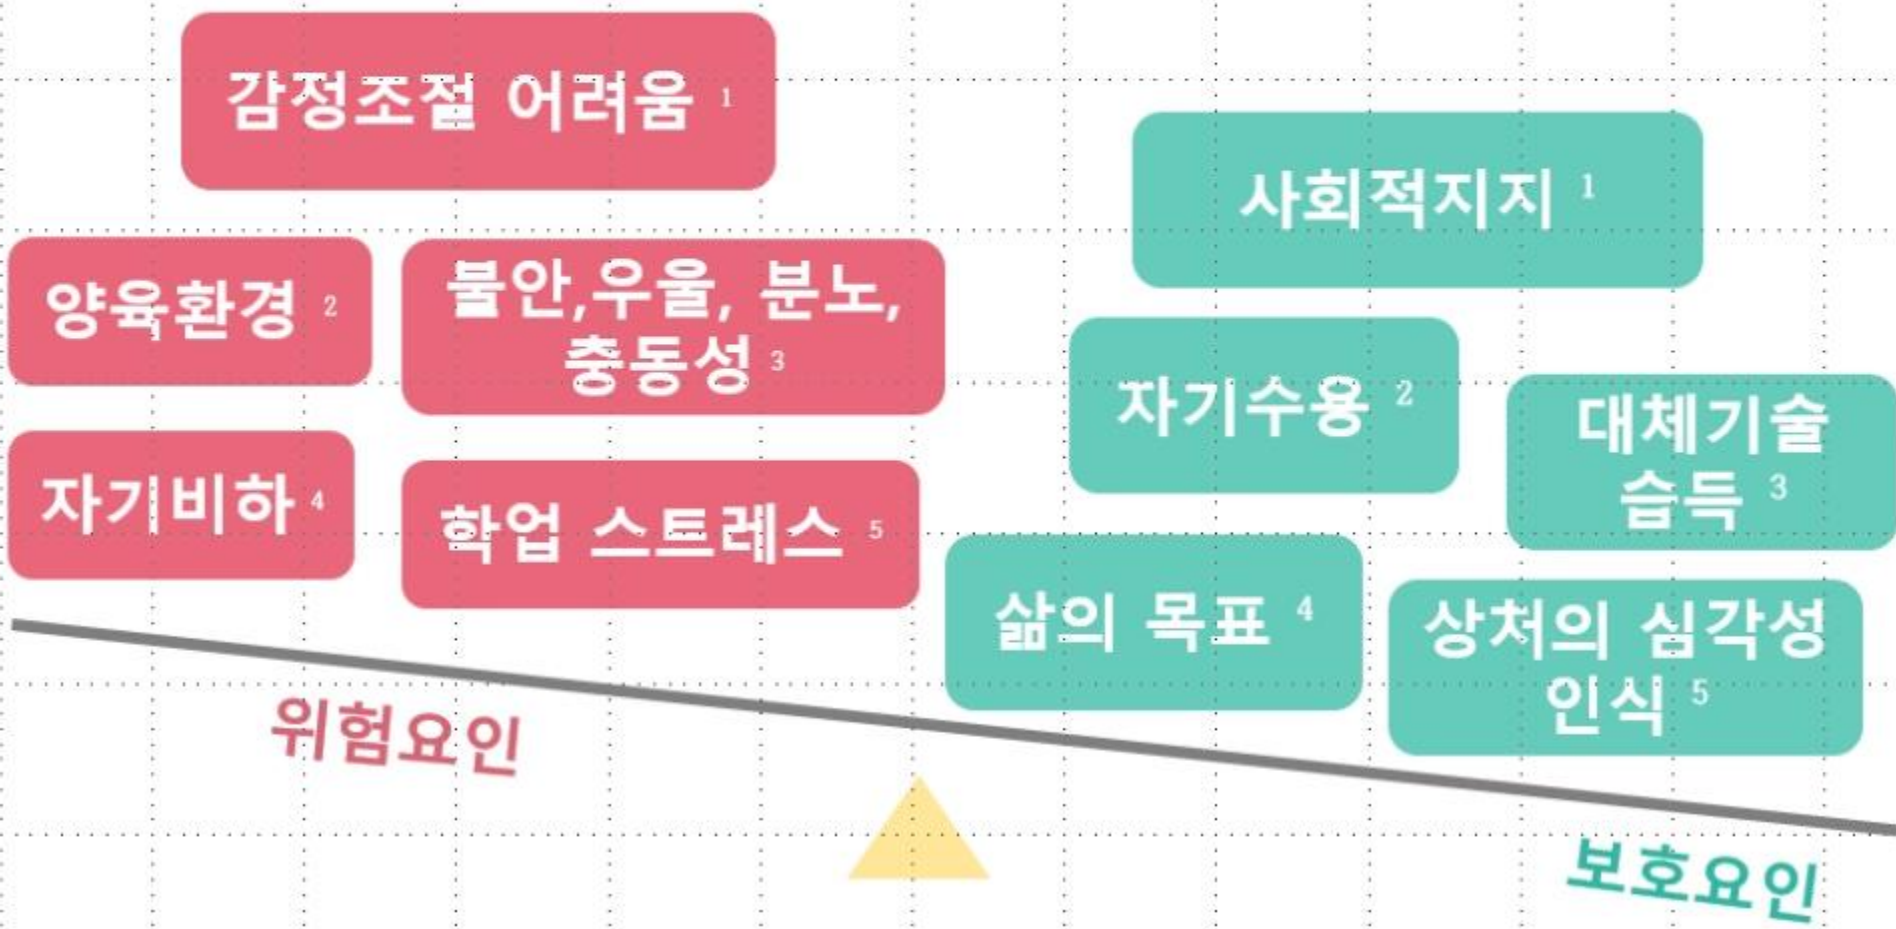 감정조절 어려움 1
양육환경 2
불안,우울, 분노,
충동성 3
자기비하 4
학업 스트레스 5
위험요인
사회적지지 1
자기수용 2
대체기술
습득 3
삶의 목표 4
상처의 심각성
인식 5
보호요인